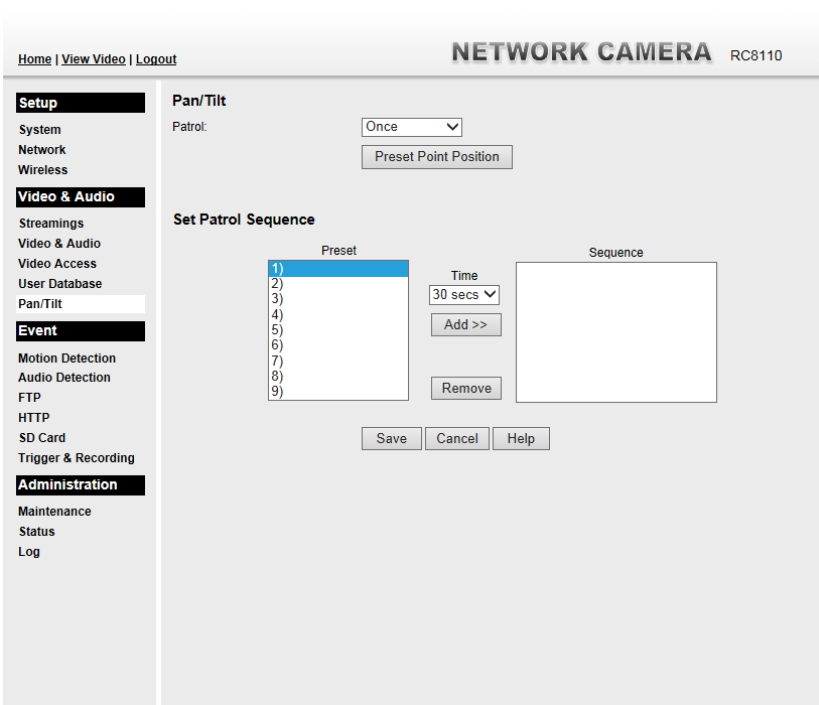 Home | View Video | Logout
NETWORK CAMERA RC8110
Setup
System
Network
Wireless
Video & Audio
Streamings
Video & Audio
Video Access
User Database
Pan/Tilt
Event
Motion Detection
Audio Detection
FTP
HTTP
SD Card
Trigger & Recording
Administration
Maintenance
Status
Log
Pan/Tilt
Patrol: Once
Preset Point Position
Set Patrol Sequence
Preset
1)
2)
3)
4)
5)
6)
7)
8)
9)
Time
30 secs
Add >>
Remove
Sequence
Save Cancel Help